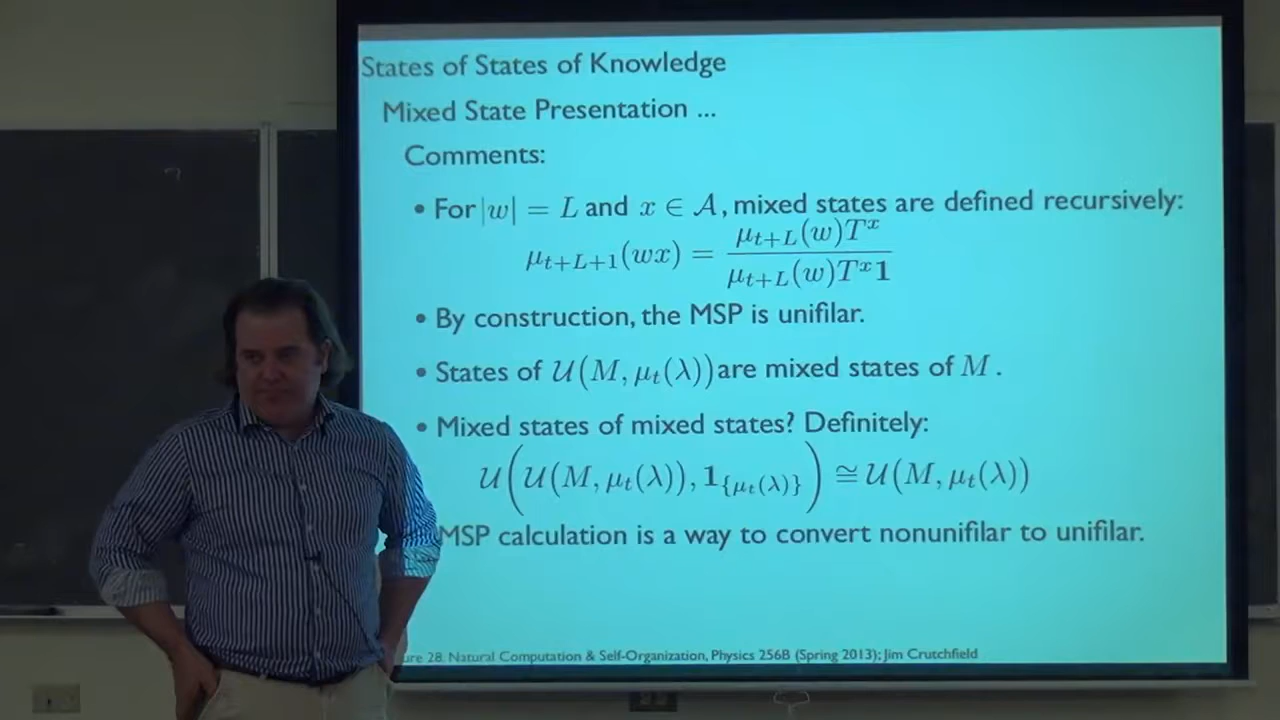 States of States of Knowledge
Mixed State Presentation ...
Comments:
• For |w| = L and x ∈ 𝒜, mixed states are defined recursively:
μ_{t+L+1}(wx) = \frac{μ_{t+L}(w)T^x}{μ_{t+L}(w)T^x 𝟏}
• By construction, the MSP is unifilar.
• States of 𝒰(M, μ_t(λ)) are mixed states of M.
• Mixed states of mixed states? Definitely:
𝒰(𝒰(M, μ_t(λ)), 𝟏_{{μ_t(λ)}}) ≅ 𝒰(M, μ_t(λ))
MSP calculation is a way to convert nonunifilar to unifilar.
28. Natural Computation & Self-Organization, Physics 256B (Spring 2013); Jim Crutchfield